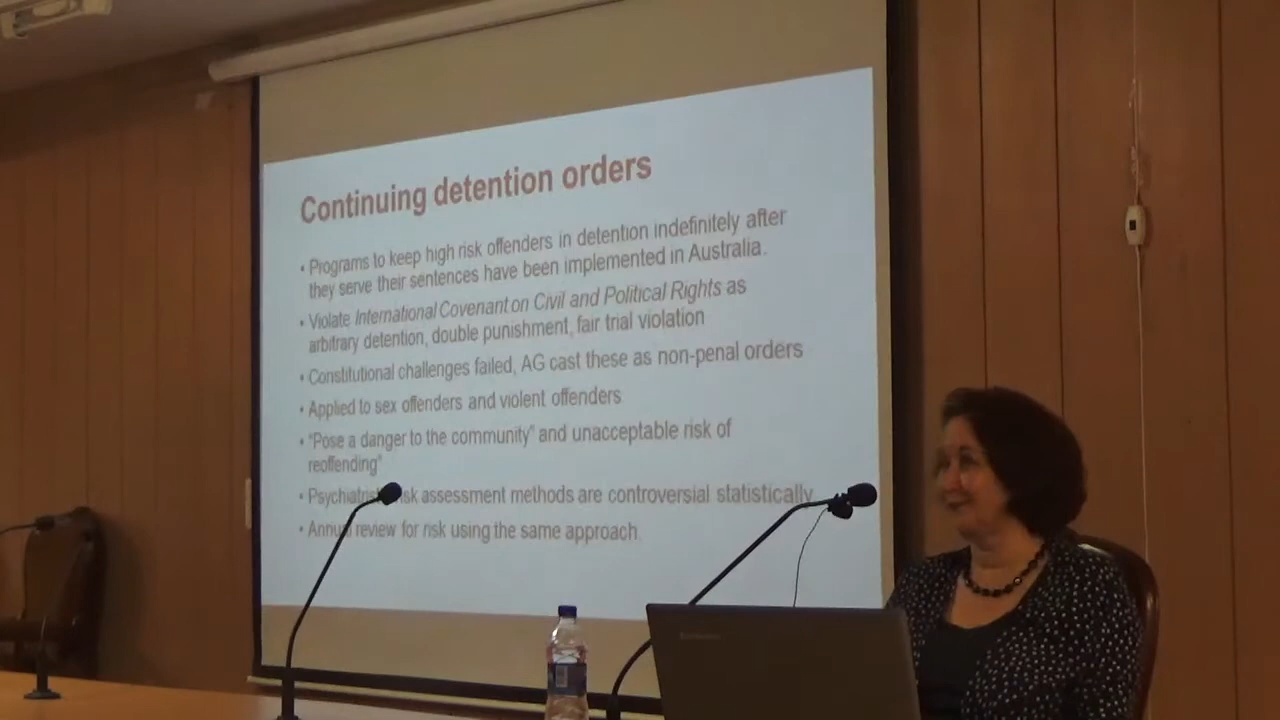 Continuing detention orders
• Programs to keep high risk offenders in detention indefinitely after
they serve their sentences have been implemented in Australia.
• Violate International Covenant on Civil and Political Rights as
arbitrary detention, double punishment, fair trial violation
• Constitutional challenges failed, AG cast these as non-penal orders
• Applied to sex offenders and violent offenders
• "Pose a danger to the community" and unacceptable risk of
reoffending"
• assessment methods are controversial statistically
• Annual review for risk using the same approach